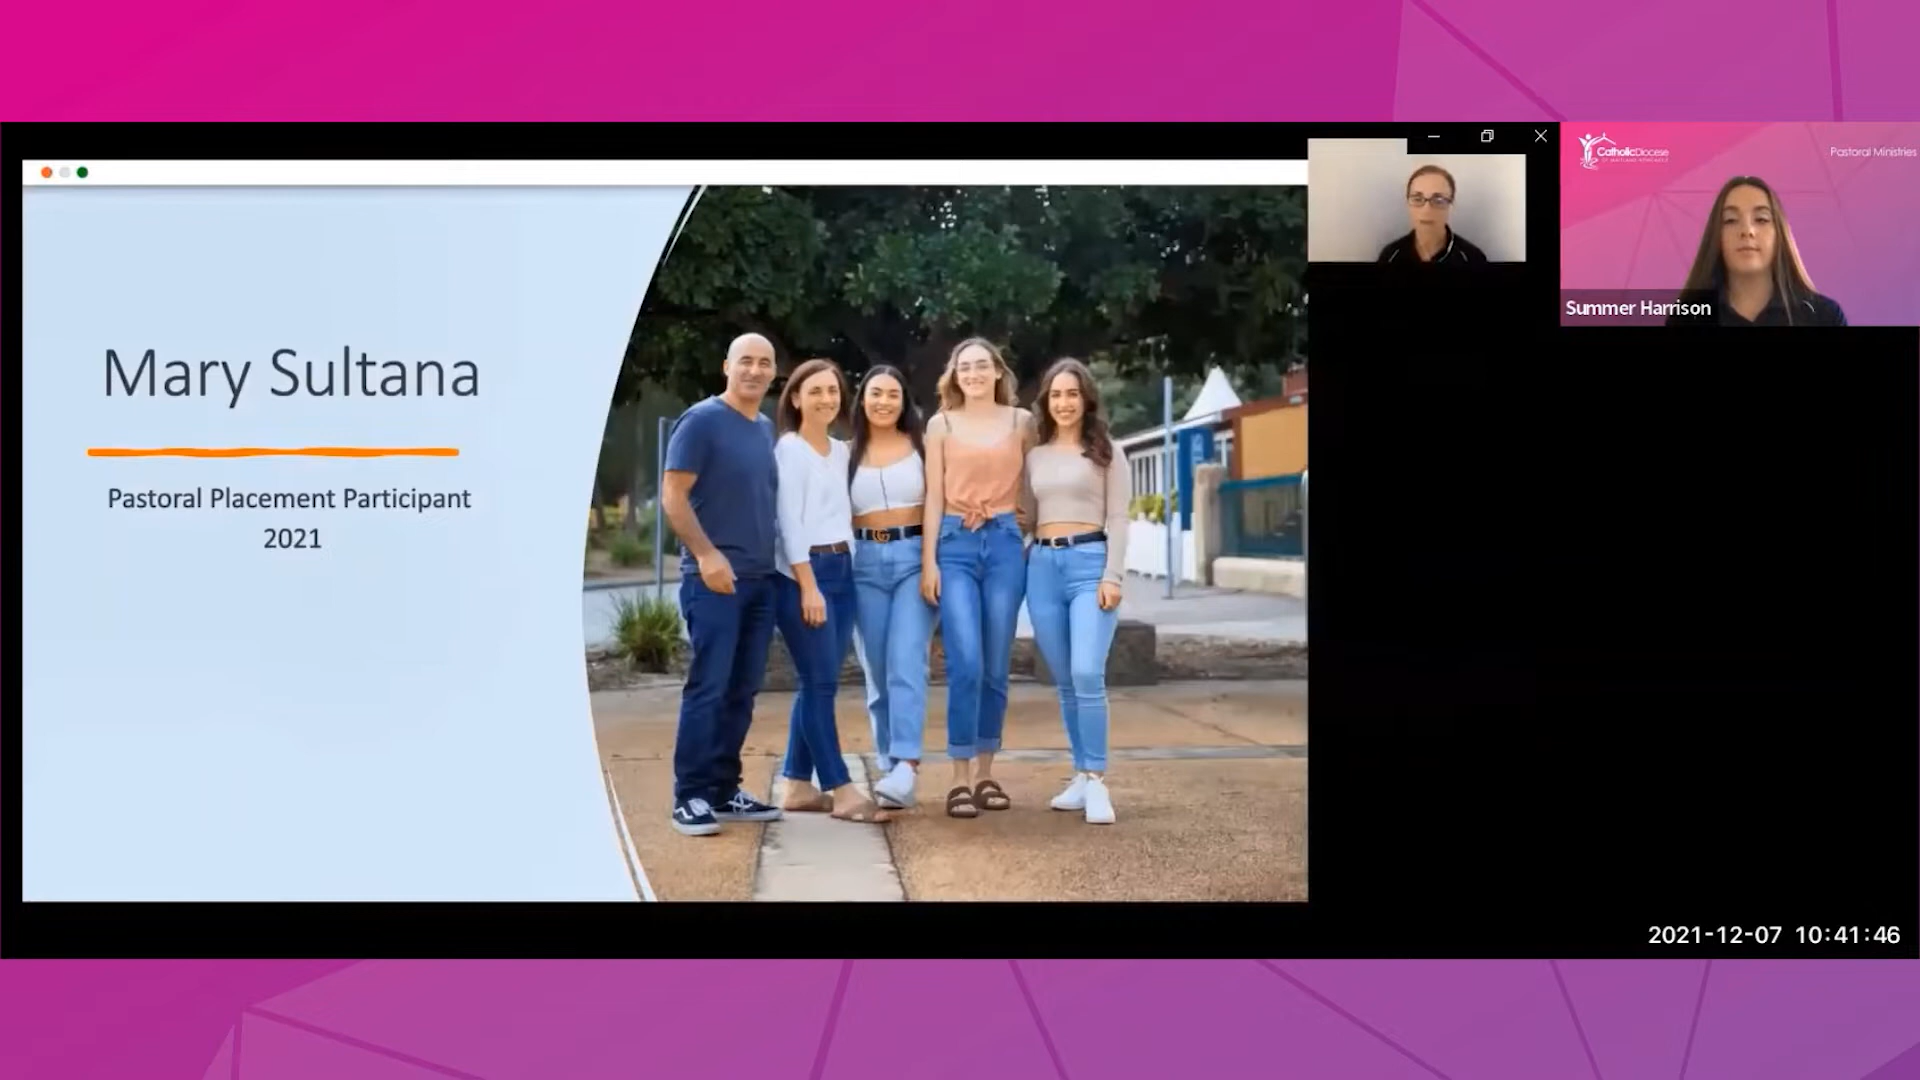 Mary Sultana
Pastoral Placement Participant
2021
CatholicDiocese
Pastoral Ministries
Summer Harrison
2021-12-07 10:41:46